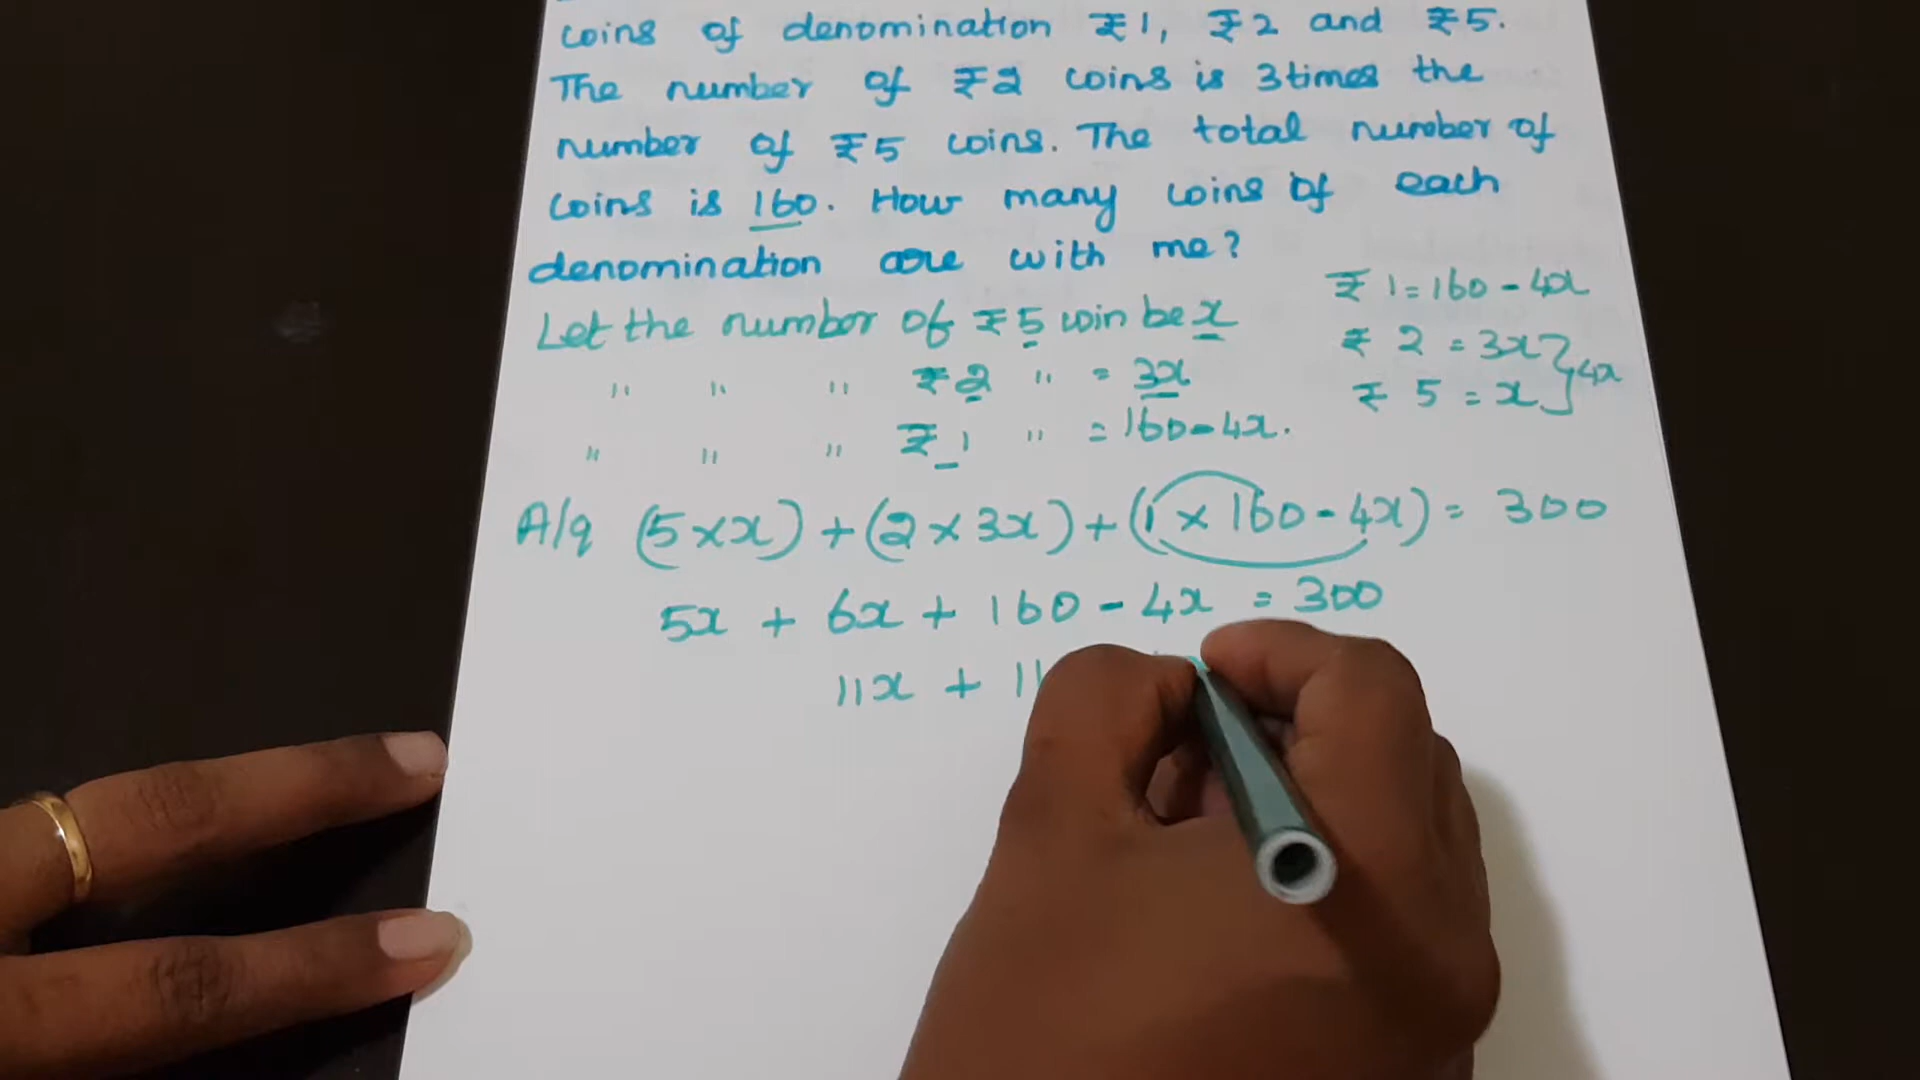 coins of denomination ₹1, ₹2 and ₹5.
The number of ₹2 coins is 3 times the
number of ₹5 coins. The total number of
coins is 160. How many coins of each
denomination are with me?
Let the number of ₹5 coin be x
" " " ₹2 " = 3x
" " " ₹1 " = 160-4x.
₹ 1 = 160 - 4x
₹ 2 = 3x } 4x
₹ 5 = x
A/q (5 × x) + (2 × 3x) + (1 × 160 - 4x) = 300
5x + 6x + 160 - 4x = 300
11x +